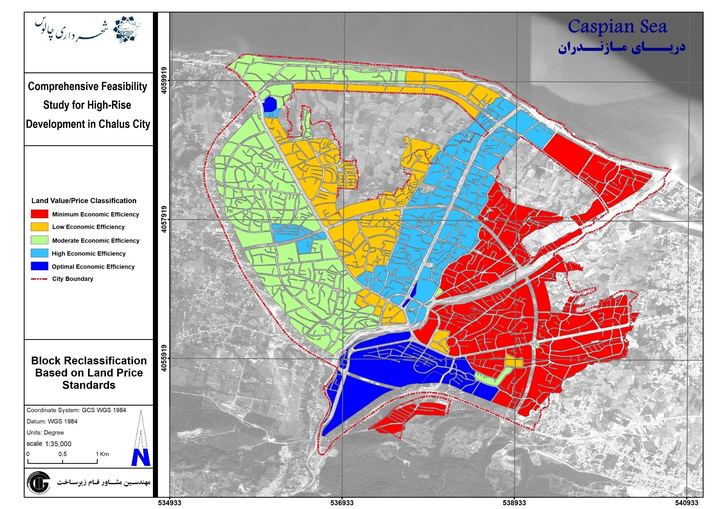 شهرداری چالوس
Comprehensive Feasibility
Study for High-Rise
Development in Chalus City
Land Value/Price Classification
Minimum Economic Efficiency
Low Economic Efficiency
Moderate Economic Efficiency
High Economic Efficiency
Optimal Economic Efficiency
City Boundary
Block Reclassification
Based on Land Price
Standards
Coordinate System: GCS WGS 1984
Datum: WGS 1984
Units: Degree
scale 1:35,000
0 0.5 1 Km
N
مهندسین مشاور فام زیرساخت
Caspian Sea
دریای مازندران
4059919
4057919
4055919
534933
536933
538933
540933